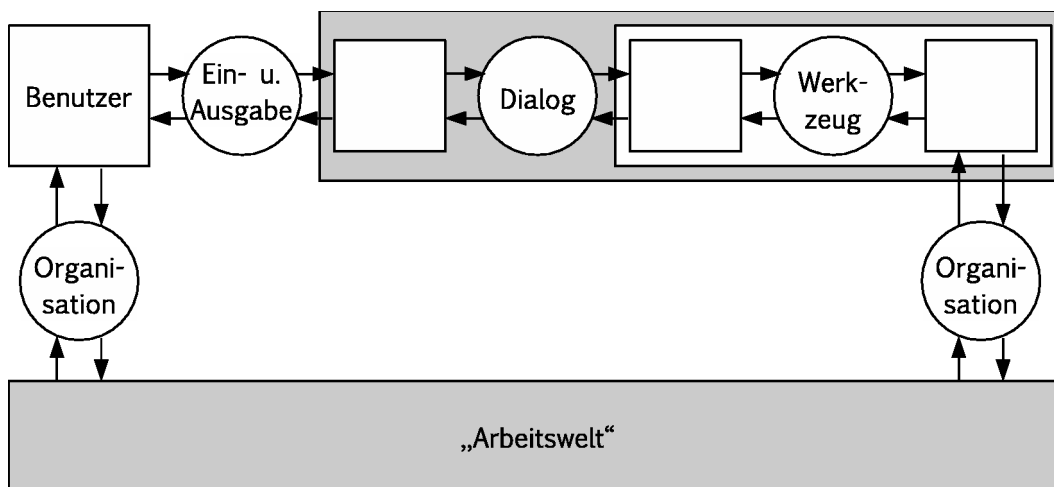 Benutzer
Ein- u.
Ausgabe
Dialog
Werk-
zeug
Organi-
sation
Organi-
sation
„Arbeitswelt“